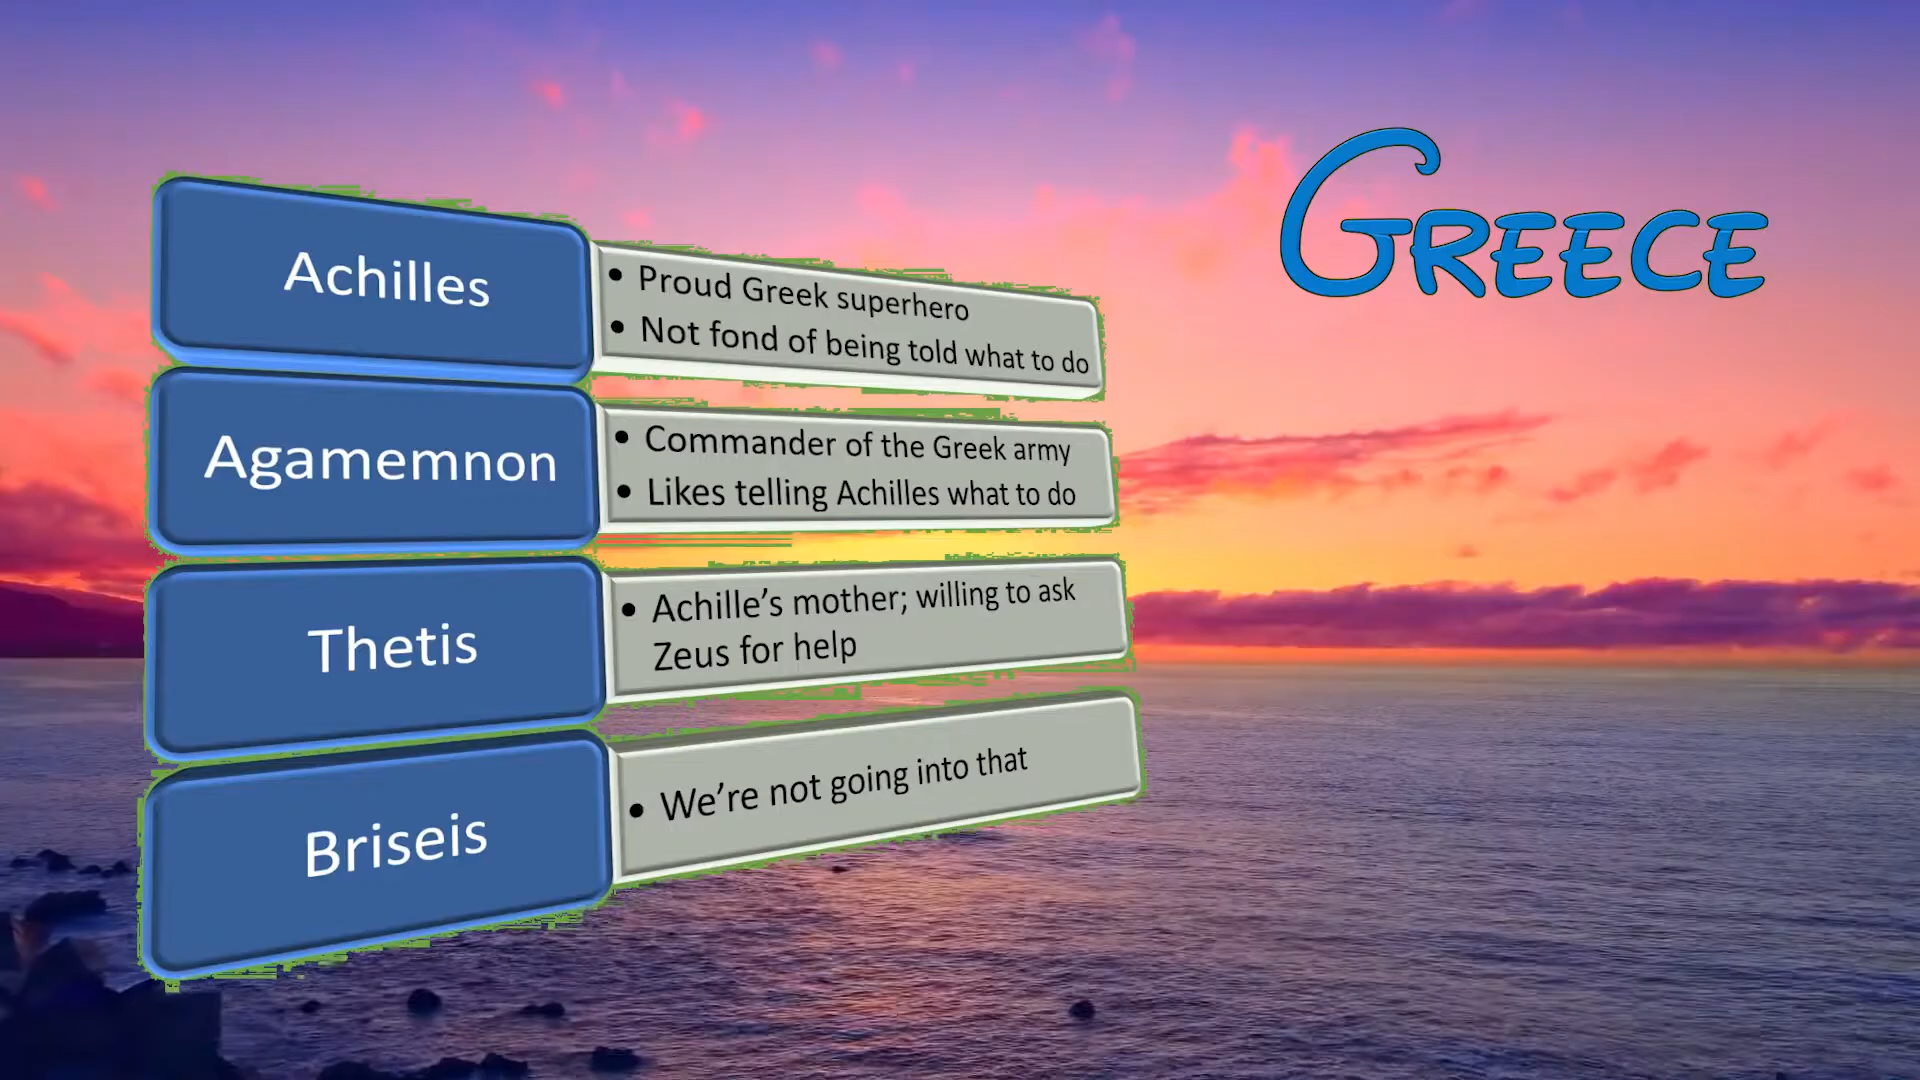 Greece
Achilles
• Proud Greek superhero
• Not fond of being told what to do
Agamemnon
• Commander of the Greek army
• Likes telling Achilles what to do
Thetis
• Achille’s mother; willing to ask
Zeus for help
Briseis
• We’re not going into that